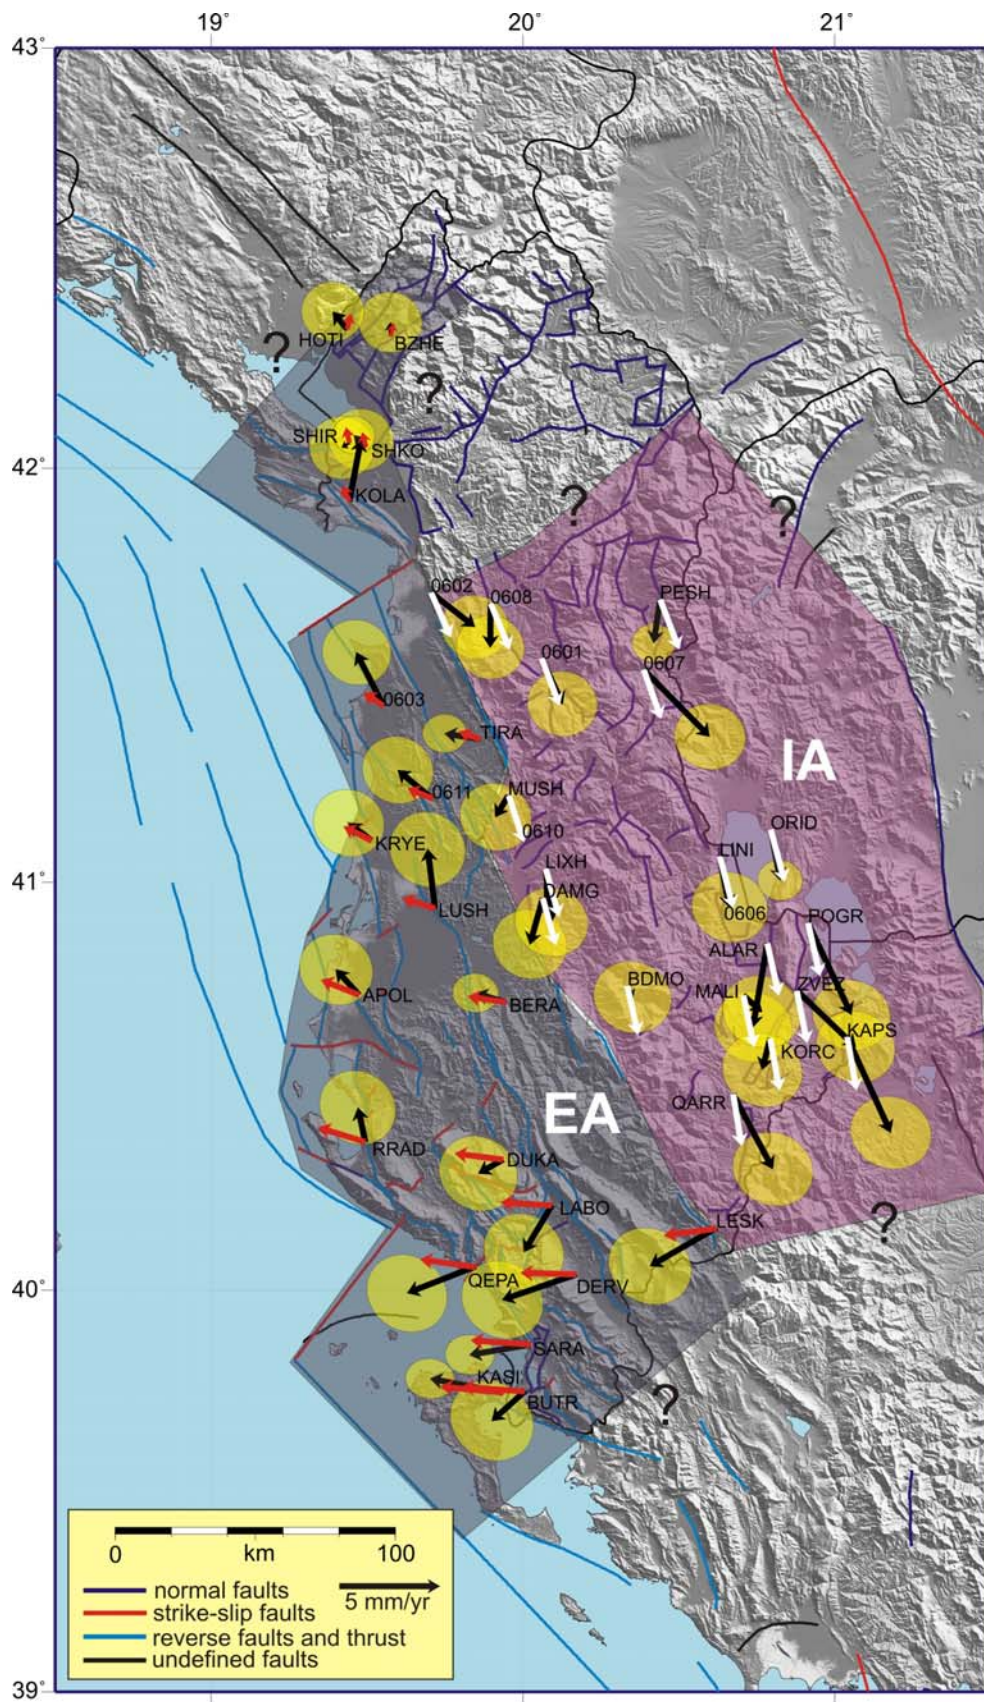 19°
20°
21°
43°
HOTI
BZHE
?
?
SHIR
SHKO
42°
KOLA
?
?
0602
0608
PESH
0601
0607
0603
TIRA
IA
0611
MUSH
KRYE
0610
ORID
LINI
LIXH
41°
DAMG
LUSH
0606
POGR
ALAR
BDMO
MALI
ZVEZ
APOL
BERA
KAPS
KORC
EA
QARR
RRAD
DUKA
LABO
LESK
?
QEPA
DERV
40°
SARA
KASI
BUTR
?
0 km 100
normal faults
5 mm/yr
strike-slip faults
reverse faults and thrust
undefined faults
39°